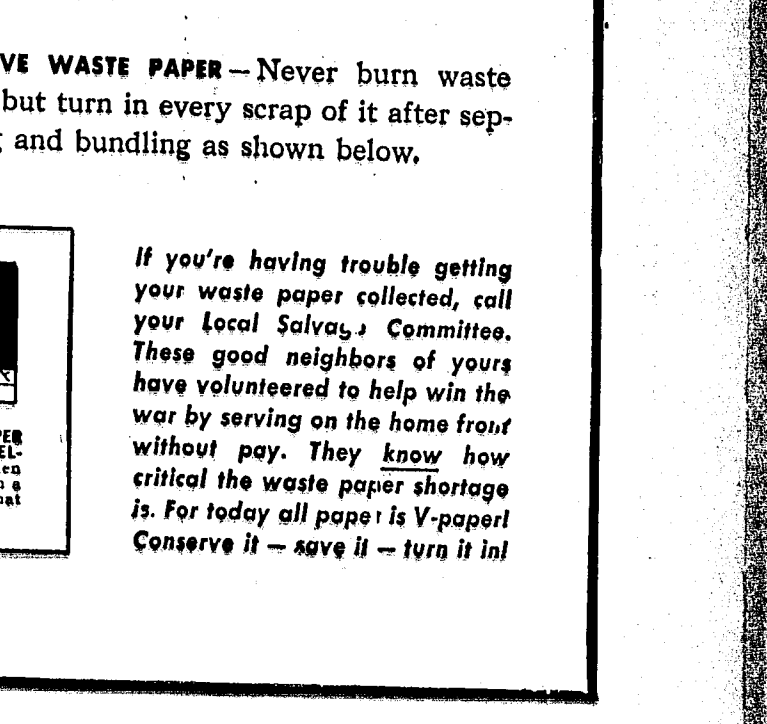 VE WASTE PAPER — Never burn waste
but turn in every scrap of it after sep-
and bundling as shown below.
If you're having trouble getting
your waste paper collected, call
your Local Salvage Committee.
These good neighbors of yours
have volunteered to help win the
war by serving on the home front
without pay. They know how
critical the waste paper shortage
is. For today all paper is V-paper!
Conserve it — save it — turn it in!
PER
EL-
en
a
hat